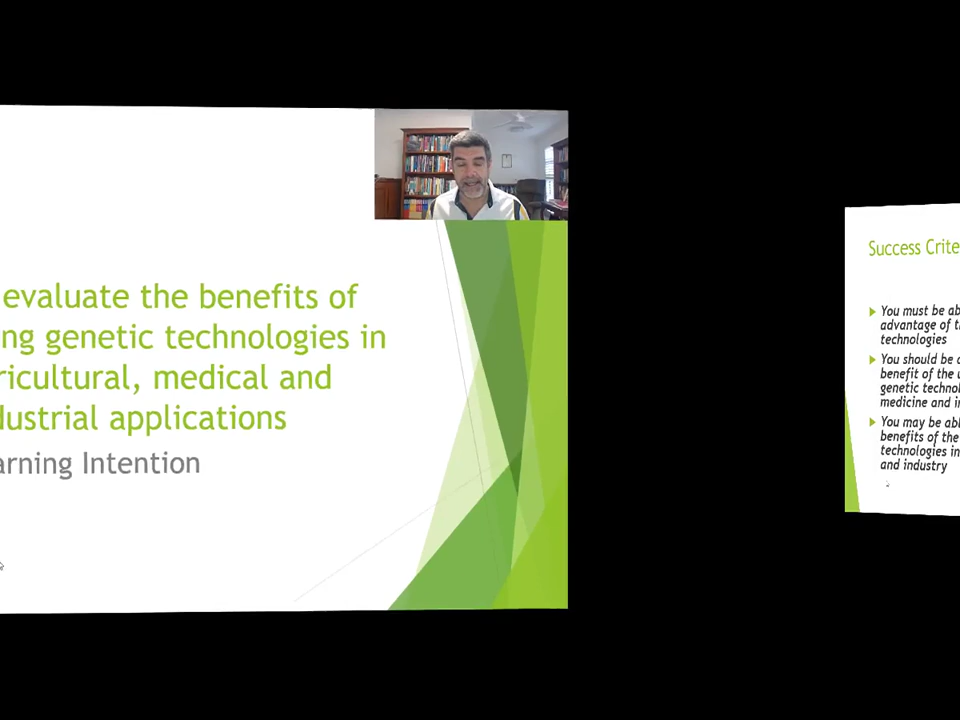 evaluate the benefits of
ng genetic technologies in
ricultural, medical and
dustrial applications
arning Intention
Success Crite
You must be ab
advantage of t
technologies
You should be
benefit of the
genetic technol
medicine and i
You may be abl
benefits of the
technologies in
and industry